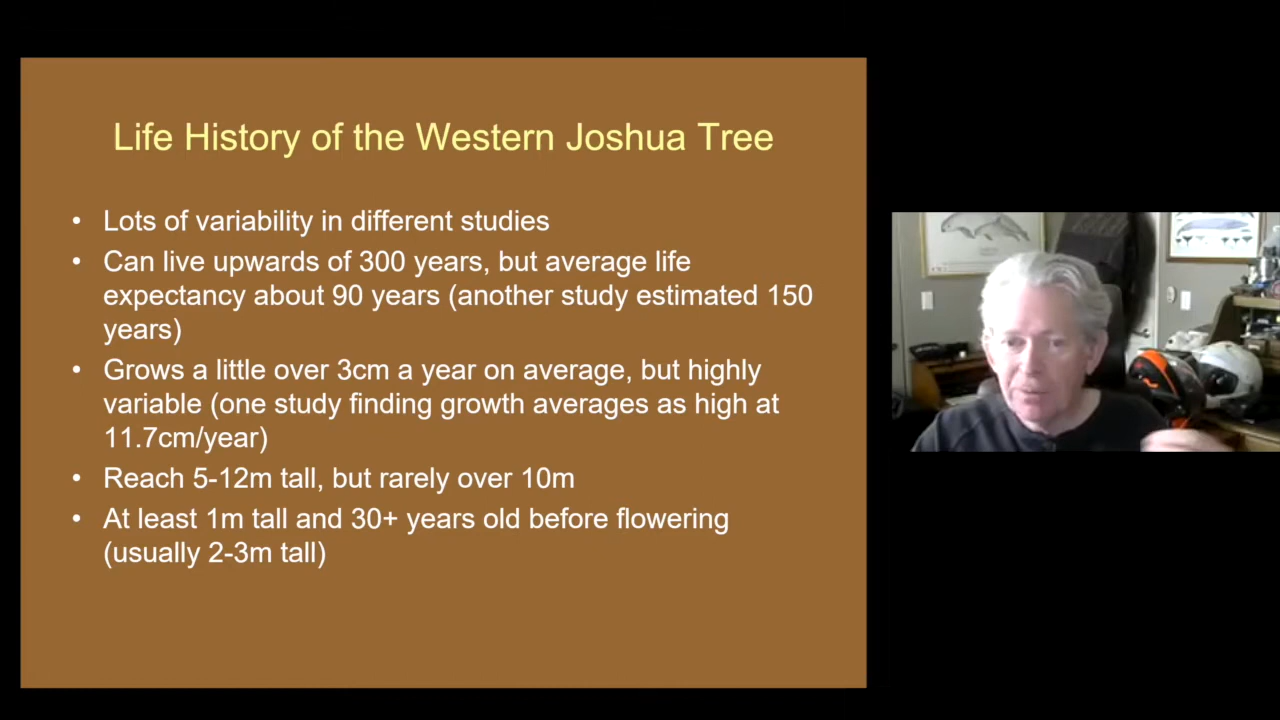 Life History of the Western Joshua Tree
• Lots of variability in different studies
• Can live upwards of 300 years, but average life
expectancy about 90 years (another study estimated 150
years)
• Grows a little over 3cm a year on average, but highly
variable (one study finding growth averages as high at
11.7cm/year)
• Reach 5-12m tall, but rarely over 10m
• At least 1m tall and 30+ years old before flowering
(usually 2-3m tall)